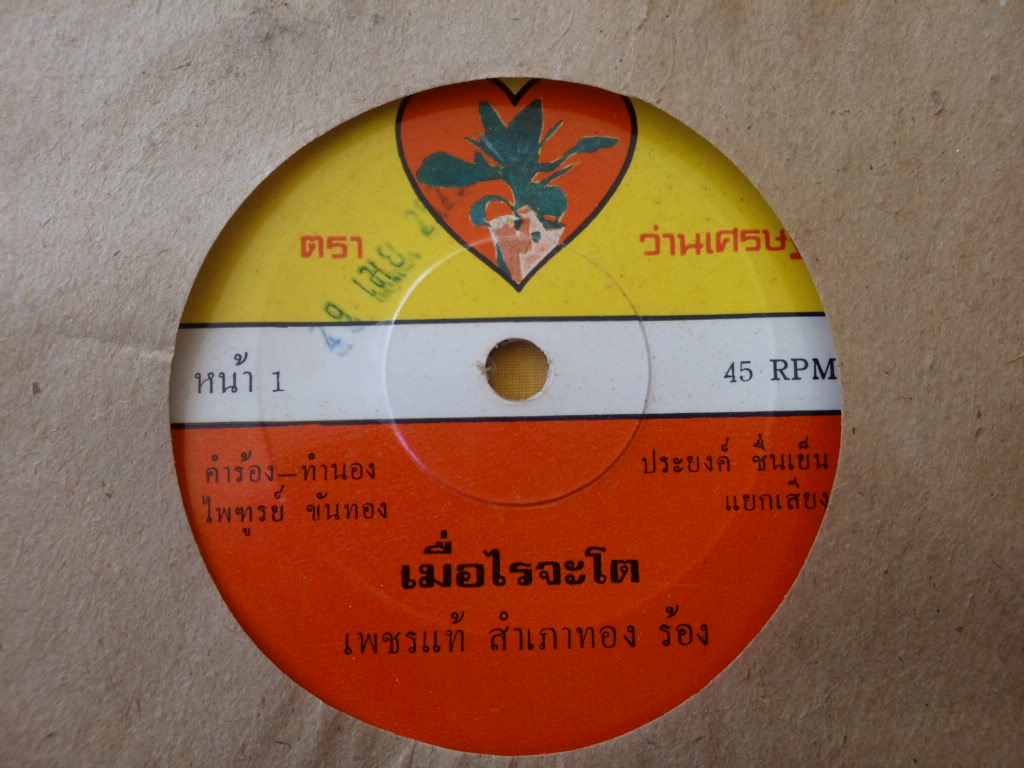 ตรา
ว่านเศรษ
เมย
หน้า 1
45 RPM
คำร้อง–ทำนอง
ไพฑูรย์ ขันทอง
ประยงค์ ชื่นเย็น
แยกเสียง
เมื่อไรจะโต
เพชรแท้ สำเภาทอง ร้อง